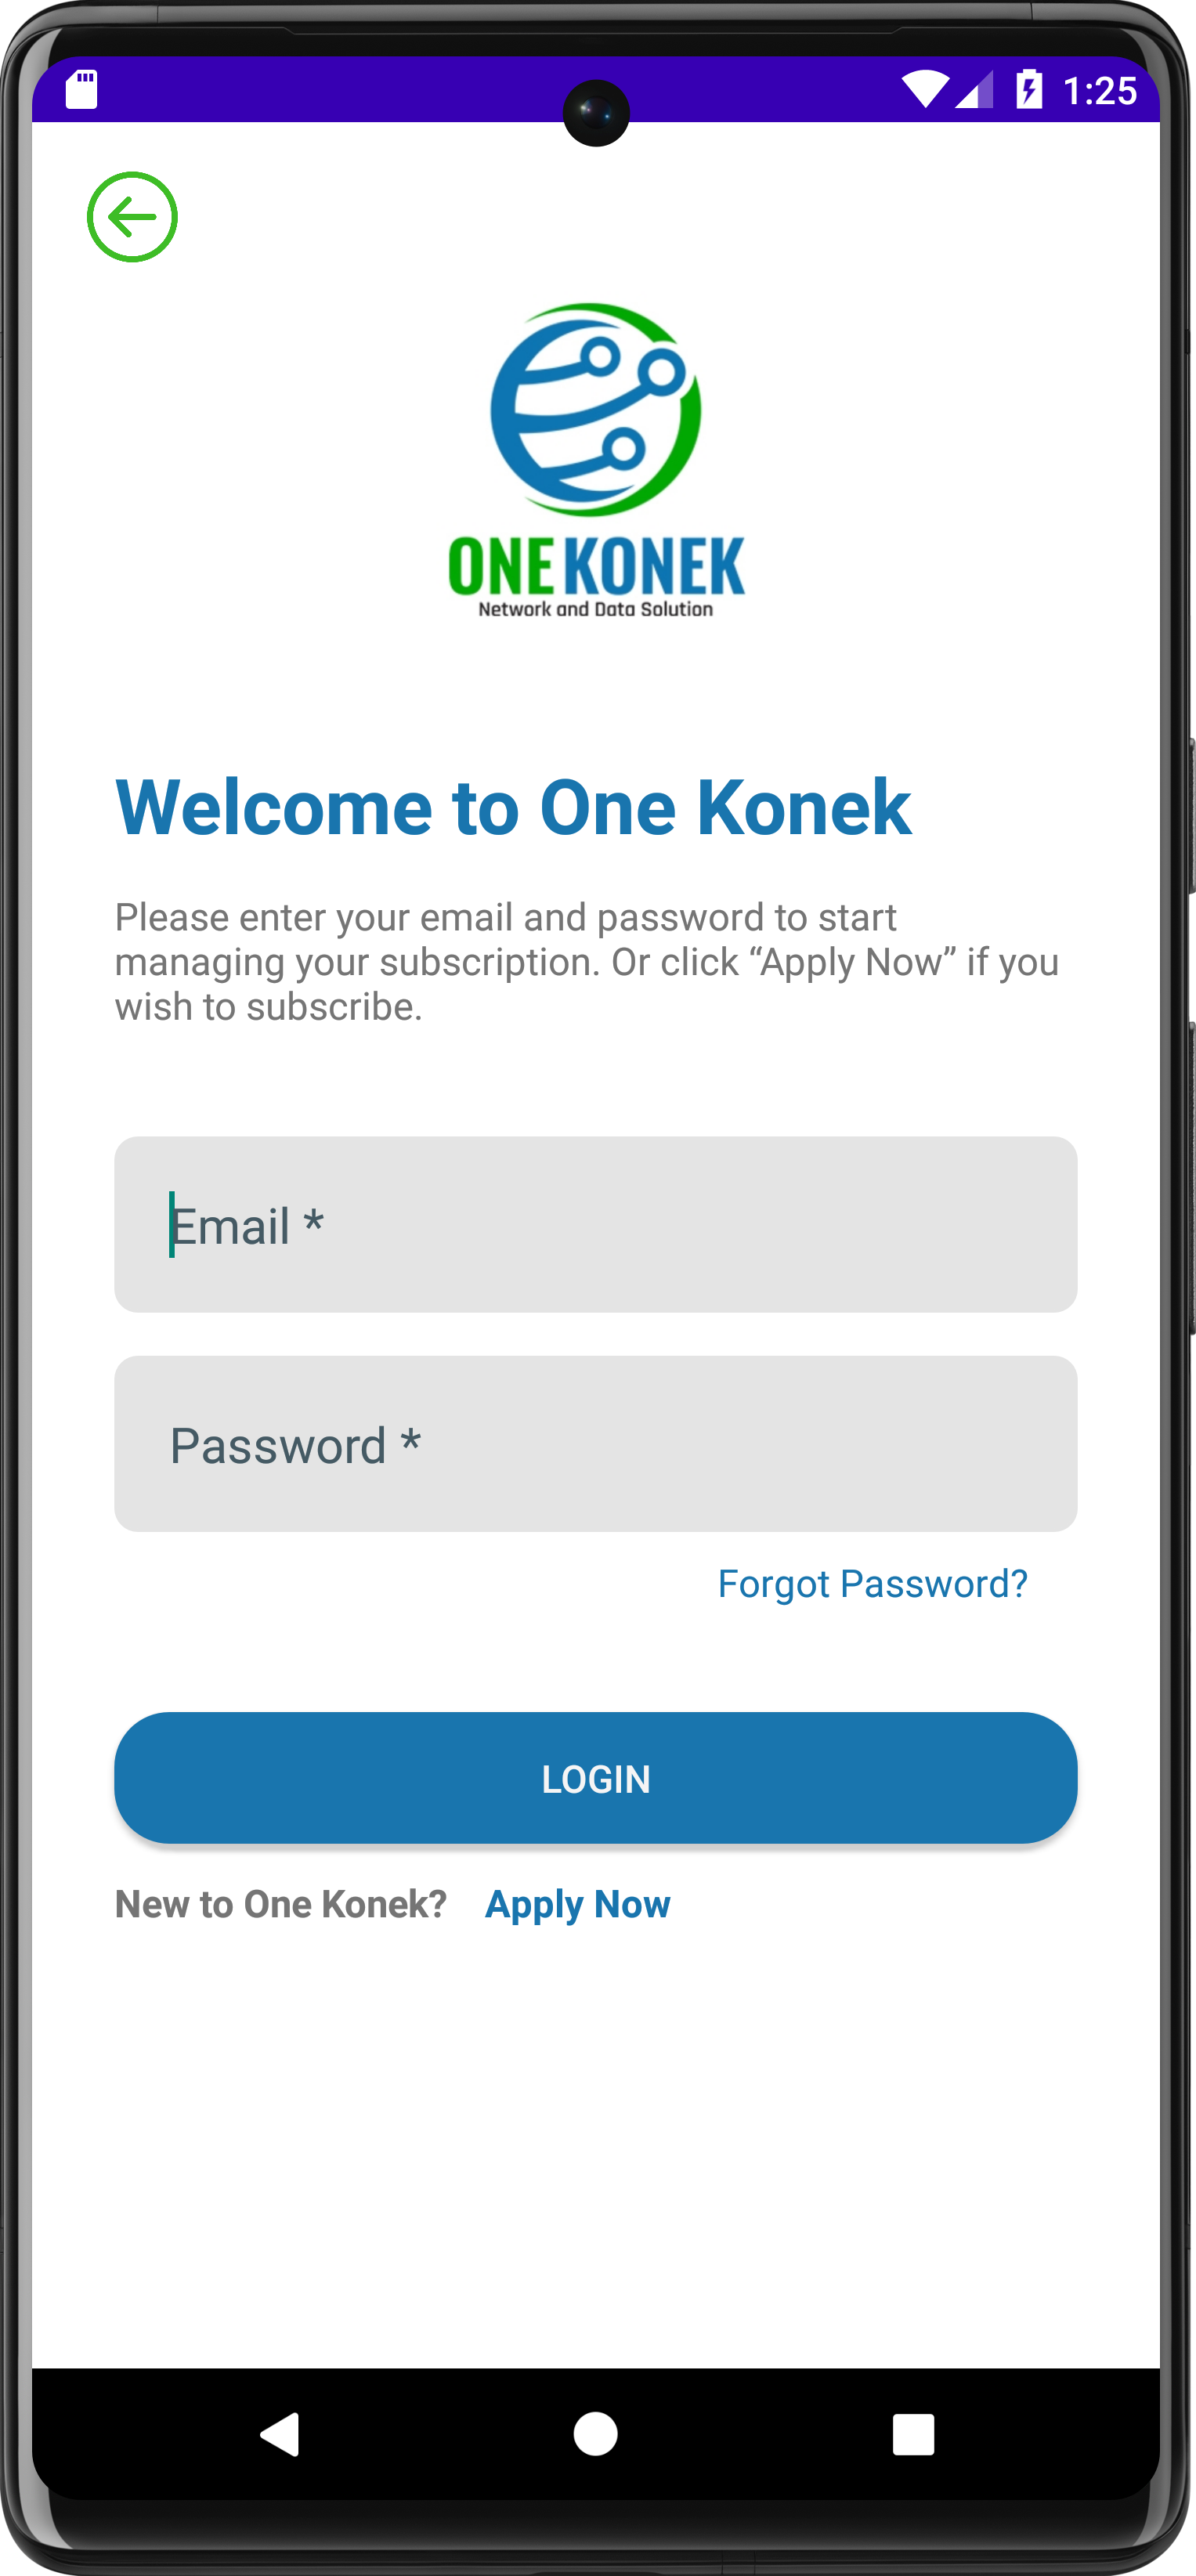 1:25
ONE KONEK
Network and Data Solution
Welcome to One Konek
Please enter your email and password to start
managing your subscription. Or click “Apply Now” if you
wish to subscribe.
Email *
Password *
Forgot Password?
LOGIN
New to One Konek? Apply Now